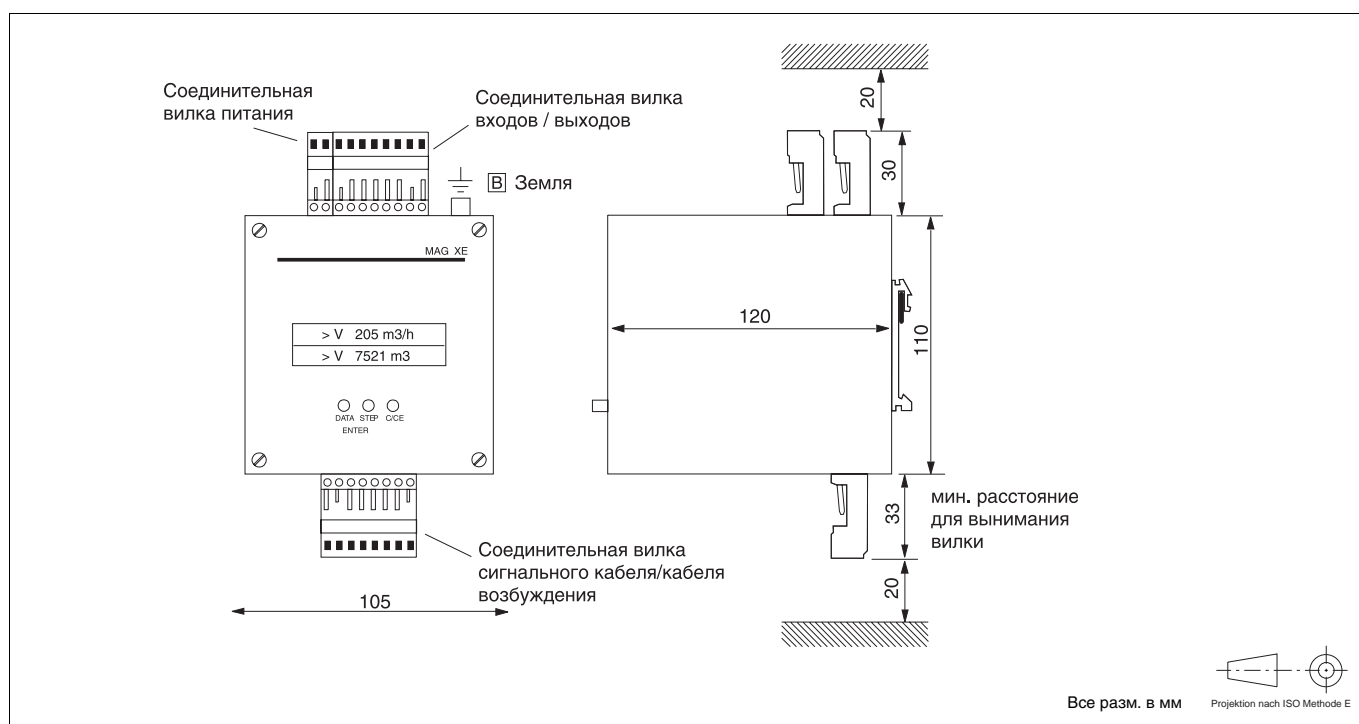 Соединительная
вилка питания
Соединительная вилка
входов / выходов
B Земля
MAG XE
> V 205 m3/h
> V 7521 m3
DATA STEP C/CE
ENTER
Соединительная вилка
сигнального кабеля/кабеля
возбуждения
105
20
30
120
110
33
мин. расстояние
для вынимания
вилки
20
Все разм. в мм
Projektion nach ISO Methode E